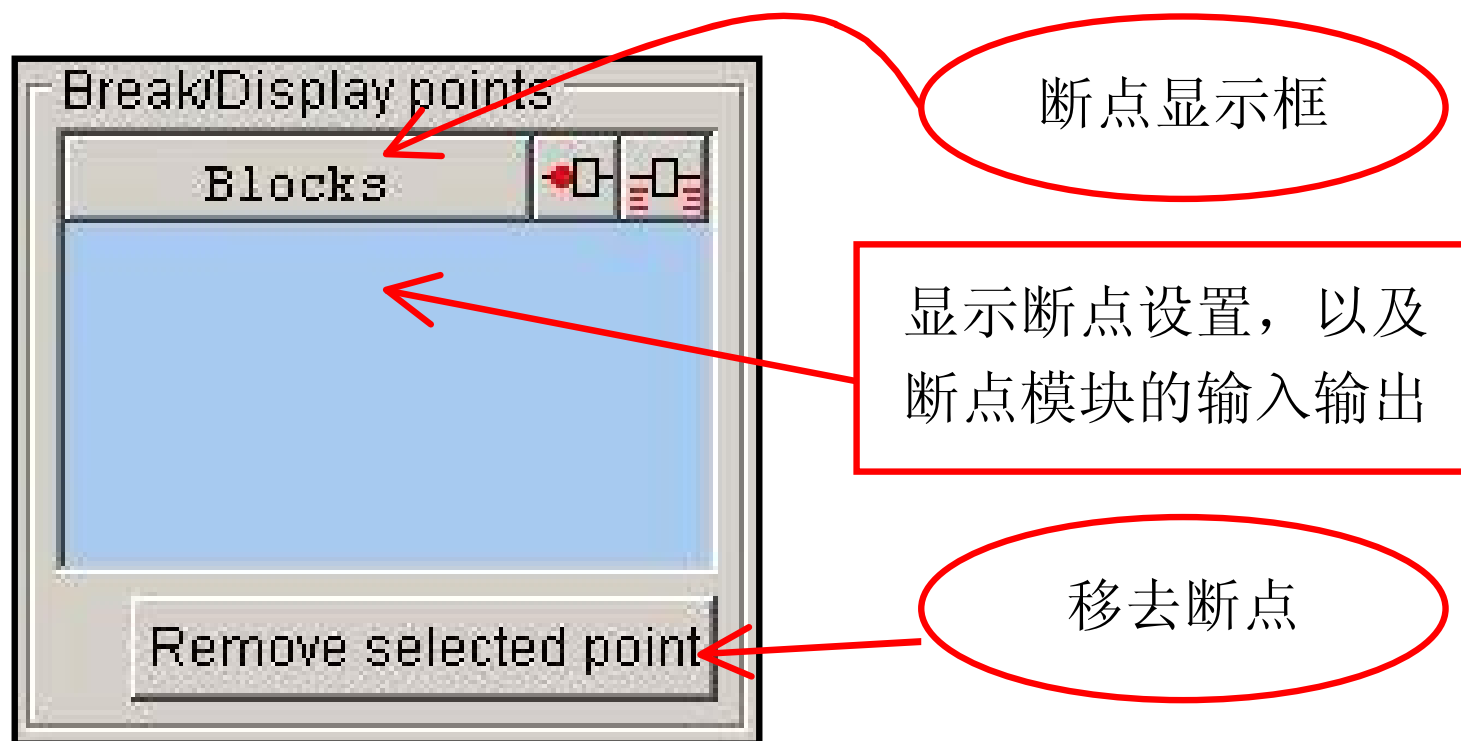 Break/Display points
Blocks
Remove selected point
断点显示框
显示断点设置，以及
断点模块的输入输出
移去断点